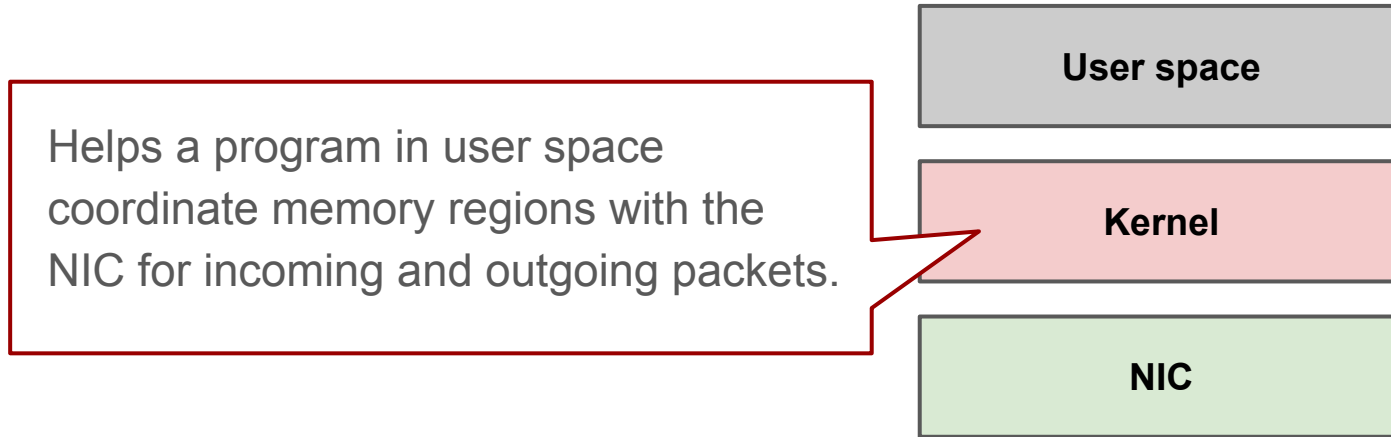 User space
Helps a program in user space
coordinate memory regions with the
NIC for incoming and outgoing packets.
Kernel
NIC